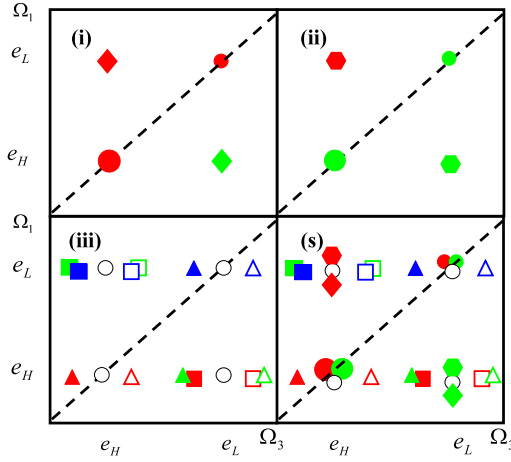 Ω₁
(i)
(ii)
e_L
e_H
Ω₁
(iii)
(s)
e_L
e_H
e_H
e_L
Ω₃
e_H
e_L
Ω₃